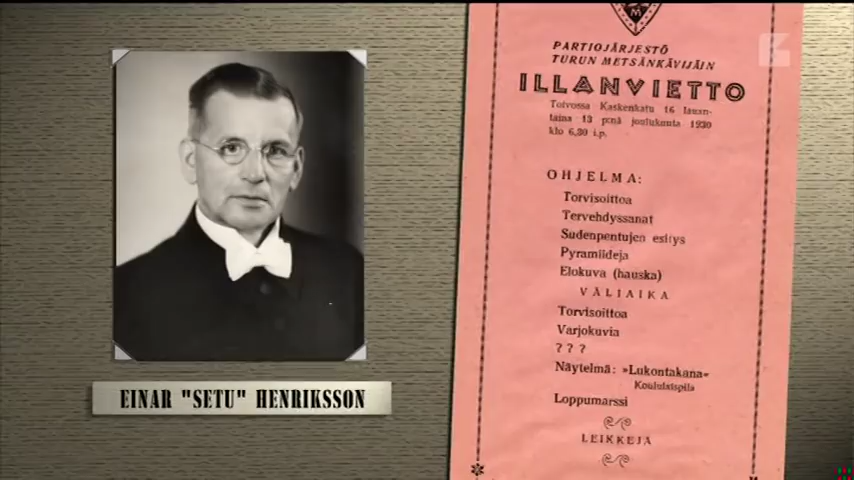 EINAR "SETU" HENRIKSSON
M
PARTIOJÄRJESTÖ
TURUN METSÄNKÄVIJÄIN
ILLANVIETTO
Toivossa Kaskenkatu 16 lauan-
taina 13 p:nä joulukuuta 1930
klo 6,30 i.p.
OHJELMA:
Torvisoittoa
Tervehdyssanat
Sudenpentujen esitys
Pyramiideja
Elokuva (hauska)
VÄLIAIKA
Torvisoittoa
Varjokuvia
???
Näytelmä: »Lukontakana»
Koululaispila
Loppumarssi
LEIKKEJÄ